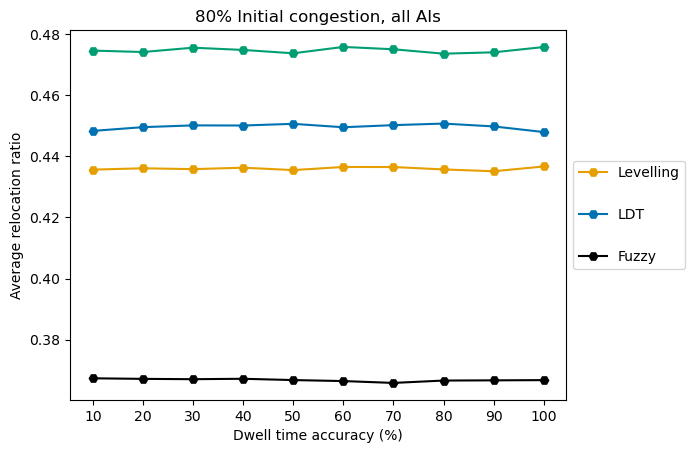 80% Initial congestion, all AIs
Average relocation ratio
0.48
0.46
0.44
0.42
0.40
0.38
10 20 30 40 50 60 70 80 90 100
Dwell time accuracy (%)
Levelling
LDT
Fuzzy